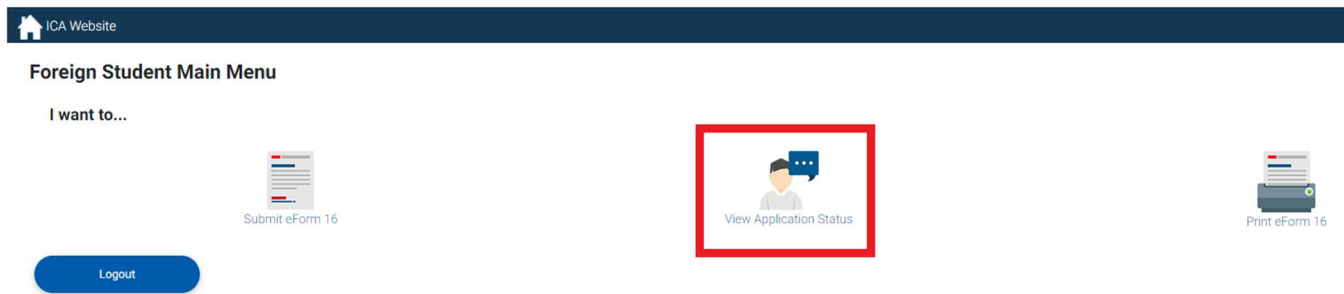 ICA Website
Foreign Student Main Menu
I want to...
Submit eForm 16
View Application Status
Print eForm 16
Logout